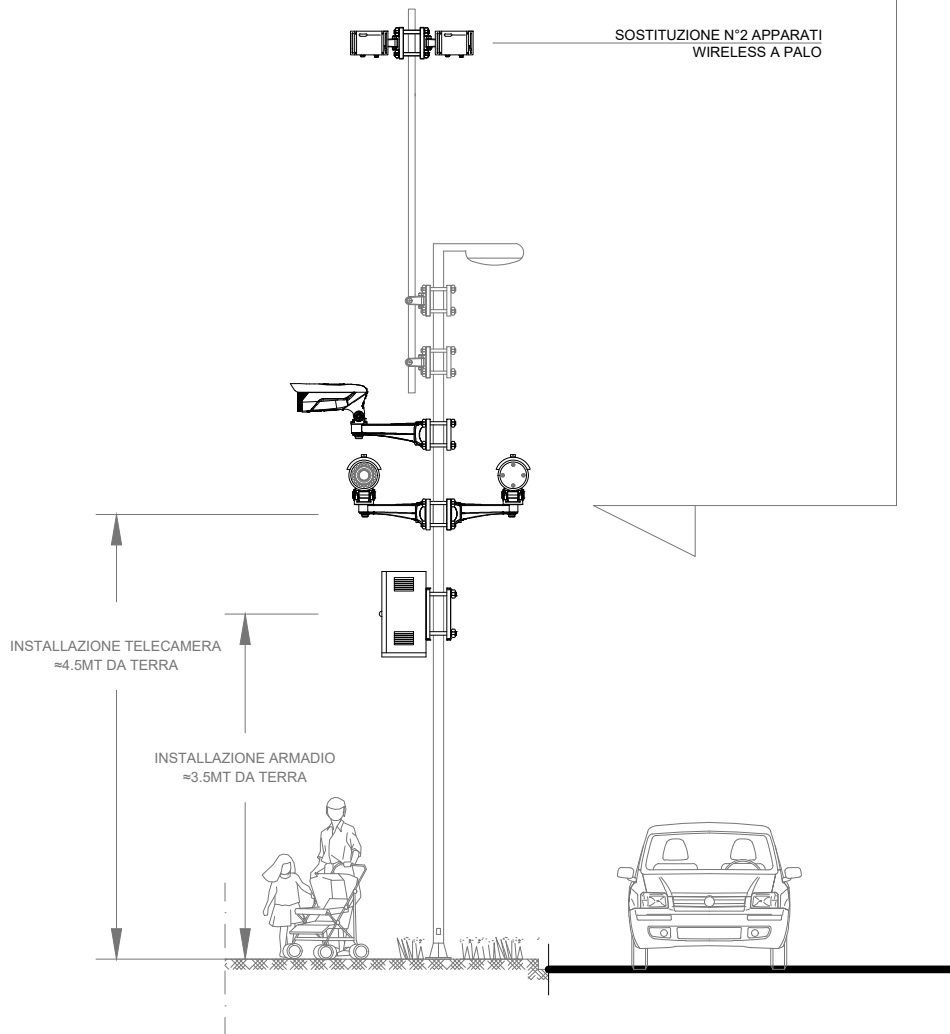 SOSTITUZIONE N°2 APPARATI
WIRELESS A PALO
INSTALLAZIONE TELECAMERA
≈4.5MT DA TERRA
INSTALLAZIONE ARMADIO
≈3.5MT DA TERRA